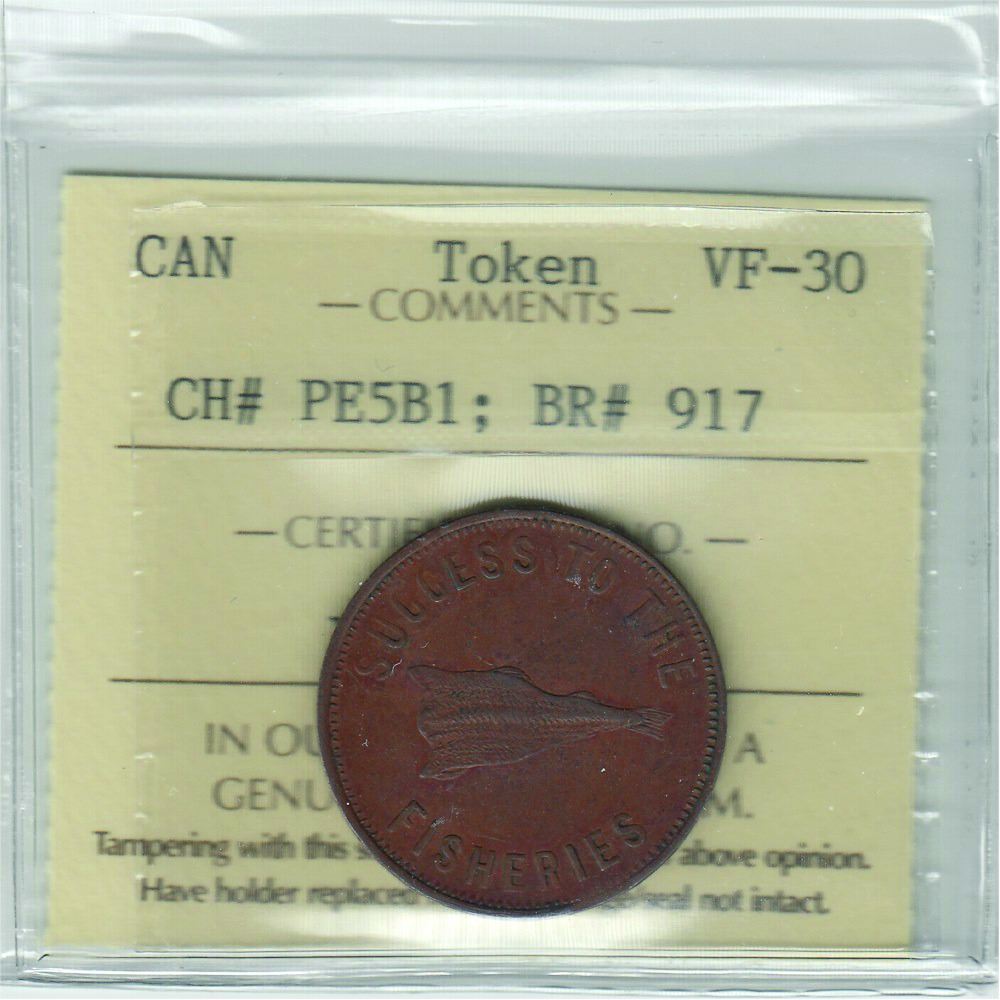 CAN Token VF-30
— COMMENTS —
CH# PE5B1; BR# 917
— CERTIF NO. —
SUCCESS TO THE
FISHERIES
IN OU A
GENU M.
Tampering with this s above opinion.
Have holder replaced seal not intact.